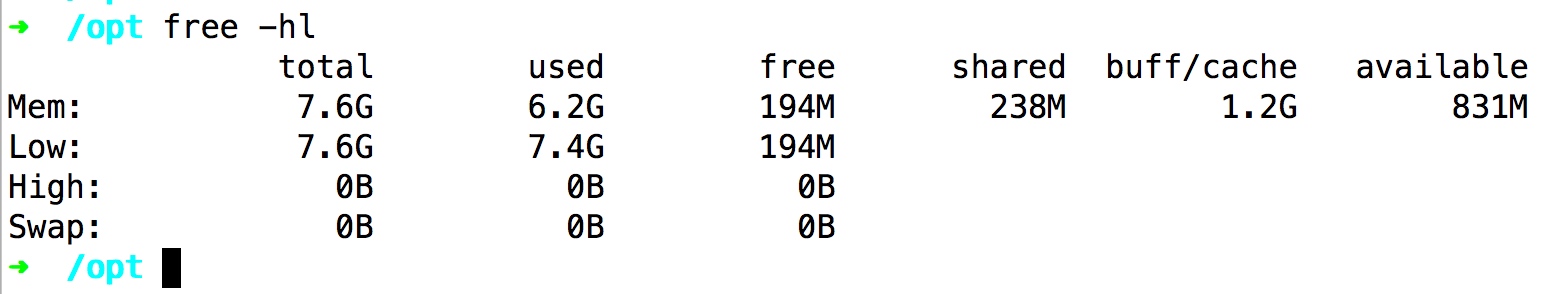 ➜  /opt free -hl
              total        used        free      shared  buff/cache   available
Mem:           7.6G        6.2G        194M        238M        1.2G        831M
Low:           7.6G        7.4G        194M
High:            0B          0B          0B
Swap:            0B          0B          0B
➜  /opt